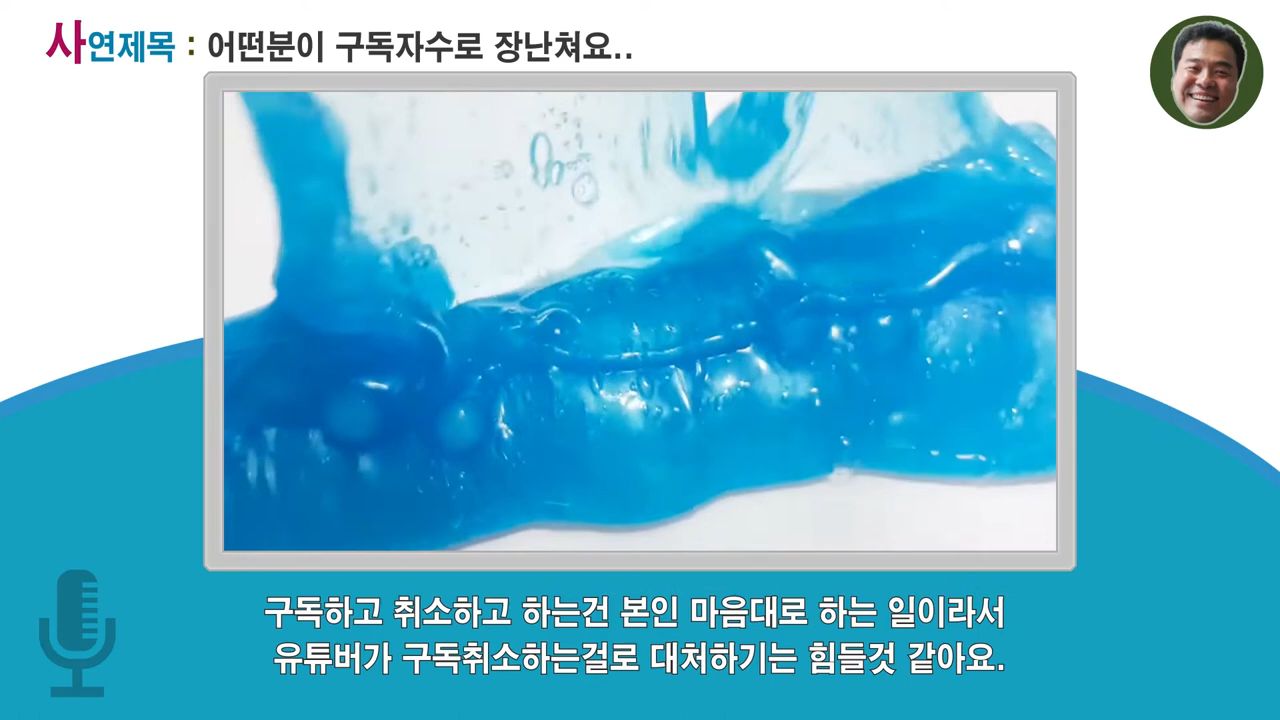 사연제목 : 어떤분이 구독자수로 장난쳐요..
구독하고 취소하고 하는건 본인 마음대로 하는 일이라서
유튜버가 구독취소하는걸로 대처하기는 힘들것 같아요.